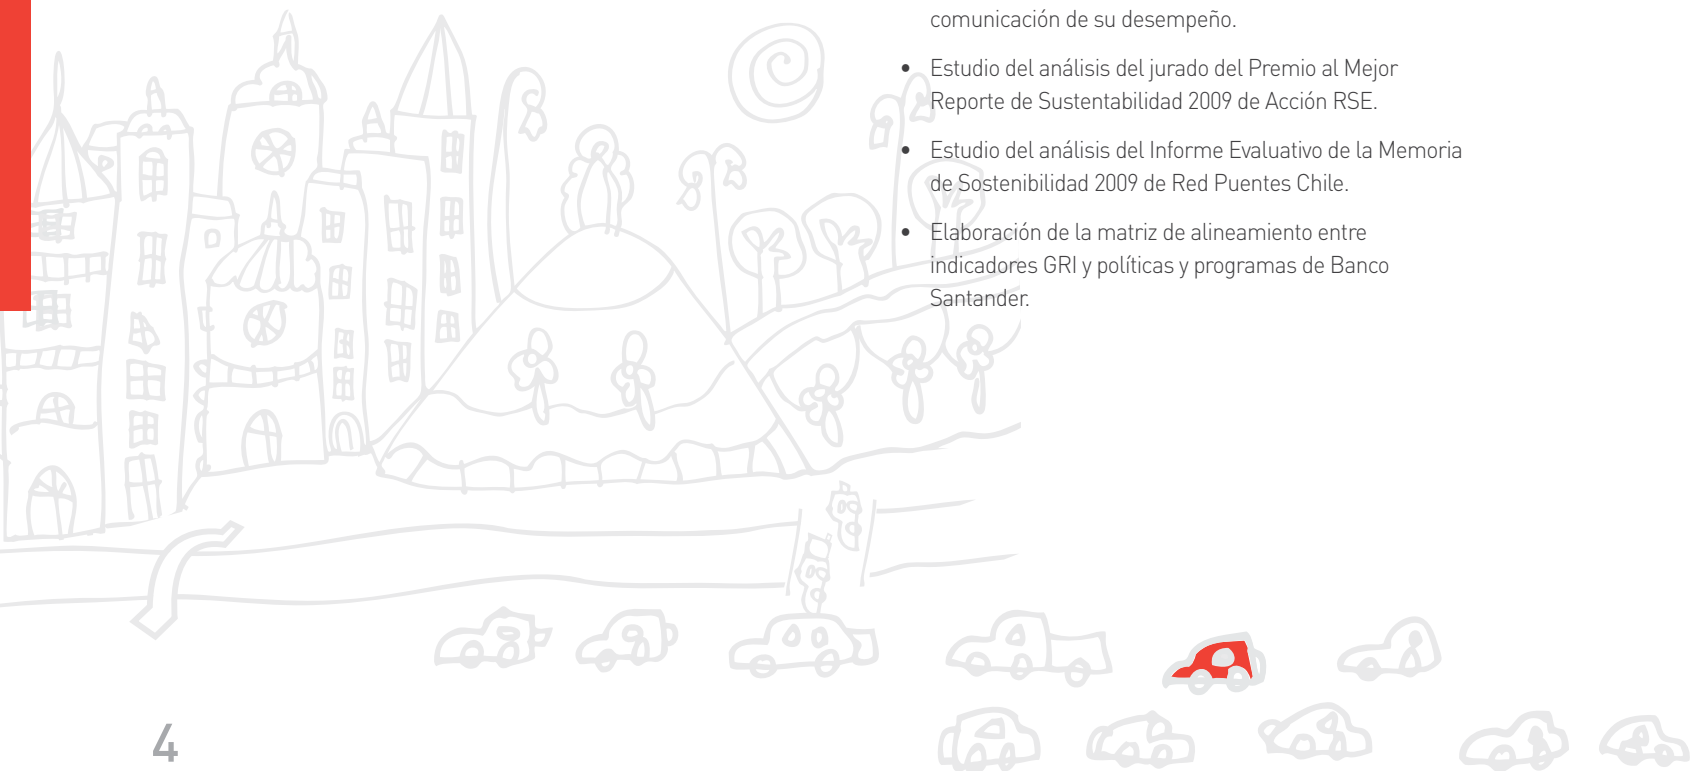 comunicación de su desempeño.
• Estudio del análisis del jurado del Premio al Mejor
Reporte de Sustentabilidad 2009 de Acción RSE.
• Estudio del análisis del Informe Evaluativo de la Memoria
de Sostenibilidad 2009 de Red Puentes Chile.
• Elaboración de la matriz de alineamiento entre
indicadores GRI y políticas y programas de Banco
Santander.
4